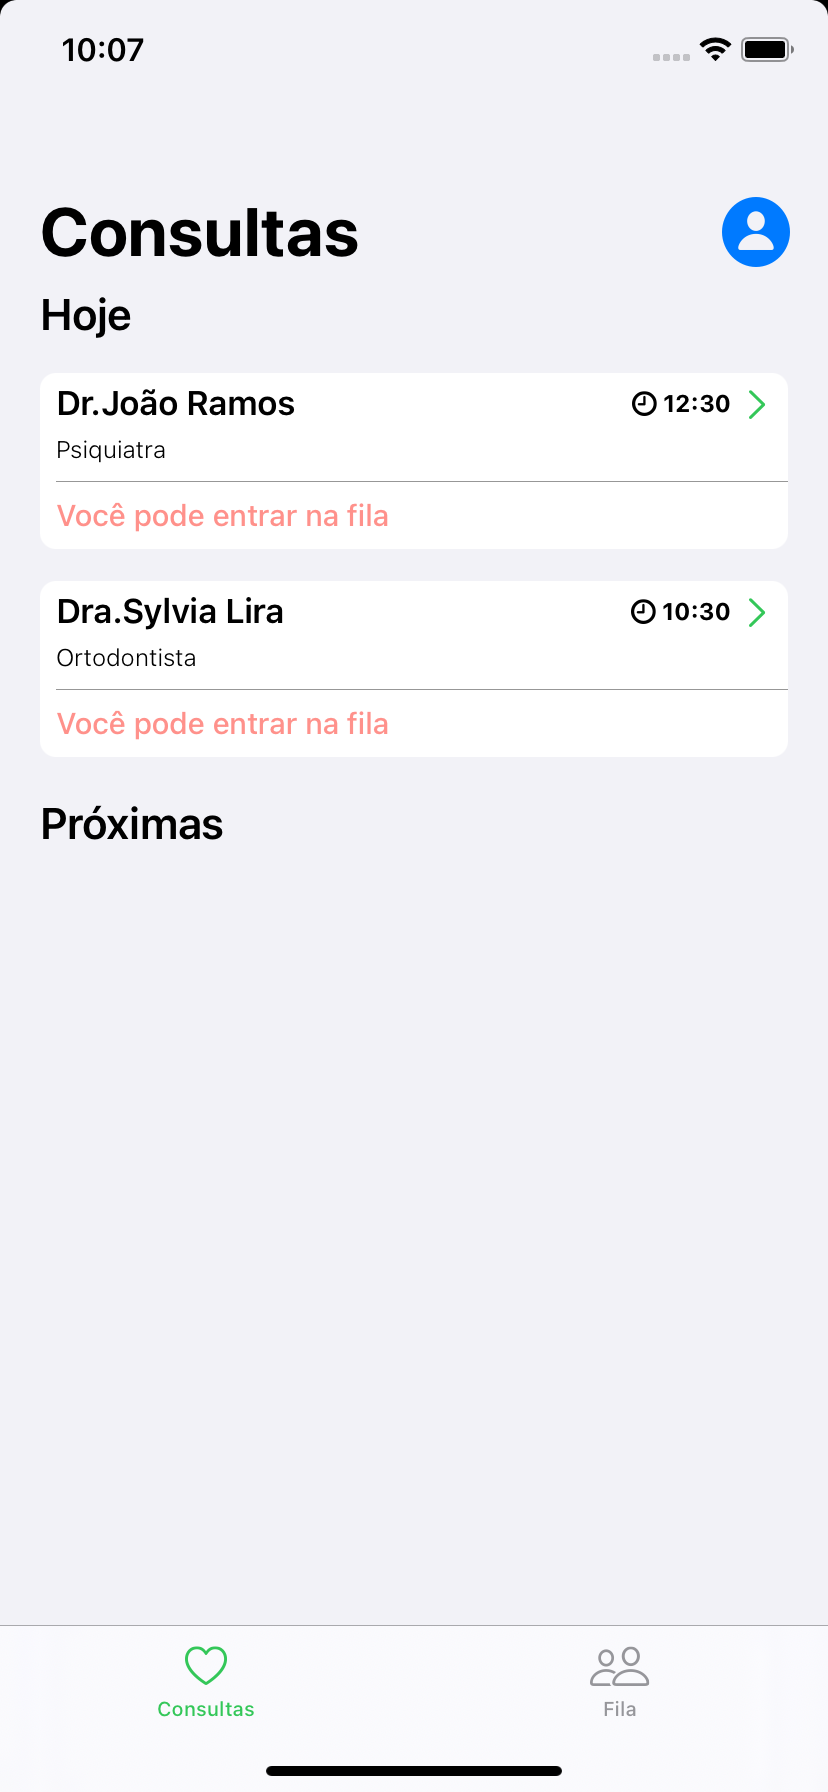 10:07
Consultas
Hoje
Dr.João Ramos 12:30
Psiquiatra
Você pode entrar na fila
Dra.Sylvia Lira 10:30
Ortodontista
Você pode entrar na fila
Próximas
Consultas Fila